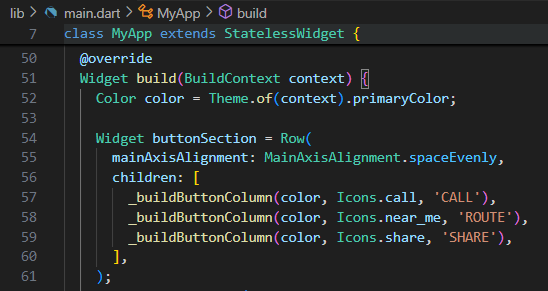 lib > main.dart > MyApp > build
7 class MyApp extends StatelessWidget {
50 @override
51 Widget build(BuildContext context) {
52 Color color = Theme.of(context).primaryColor;
53
54 Widget buttonSection = Row(
55 mainAxisAlignment: MainAxisAlignment.spaceEvenly,
56 children: [
57 _buildButtonColumn(color, Icons.call, 'CALL'),
58 _buildButtonColumn(color, Icons.near_me, 'ROUTE'),
59 _buildButtonColumn(color, Icons.share, 'SHARE'),
60 ],
61 );